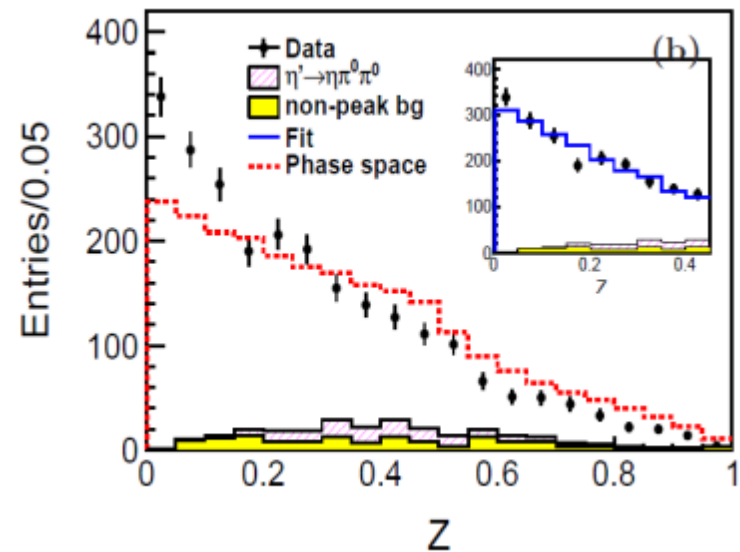 400
300
200
100
0
Entries/0.05
Data
η'→ηπ⁰π⁰
non-peak bg
Fit
Phase space
(b)
400
300
200
100
0
0 0.2 0.4
0 0.2 0.4 0.6 0.8 1
Z